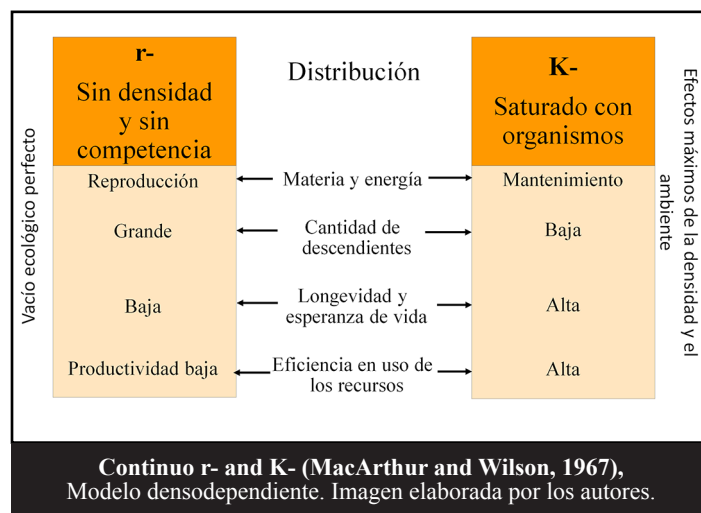 r-
Sin densidad
y sin
competencia
Distribución
K-
Saturado con
organismos
Vacío ecológico perfecto
Efectos máximos de la densidad y el
ambiente
Reproducción
Materia y energía
Mantenimiento
Grande
Cantidad de
descendientes
Baja
Baja
Longevidad y
esperanza de vida
Alta
Productividad baja
Eficiencia en uso de
los recursos
Alta
Continuo r- and K- (MacArthur and Wilson, 1967),
Modelo densodependiente. Imagen elaborada por los autores.